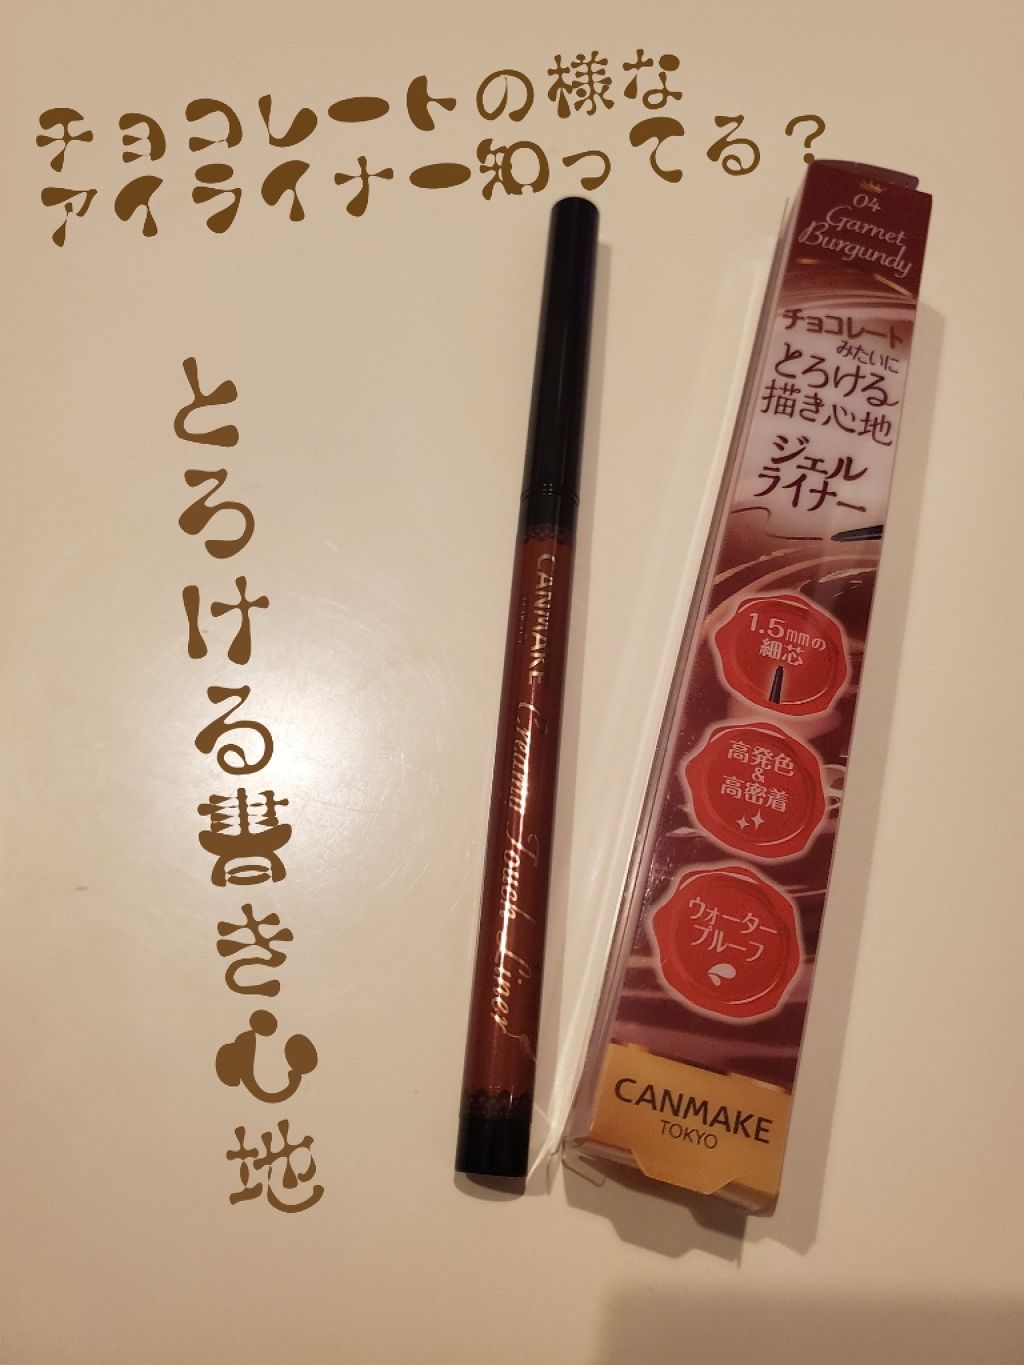 チョコレートの様な
アイライナー知ってる？
とろける書き心地
CANMAKE
Creamy Touch Liner
04
Garnet
Burgundy
チョコレート
みたいに
とろける
描き心地
ジェル
ライナー
1.5mmの
細芯
高発色
&
高密着
ウォーター
プルーフ
CANMAKE
TOKYO